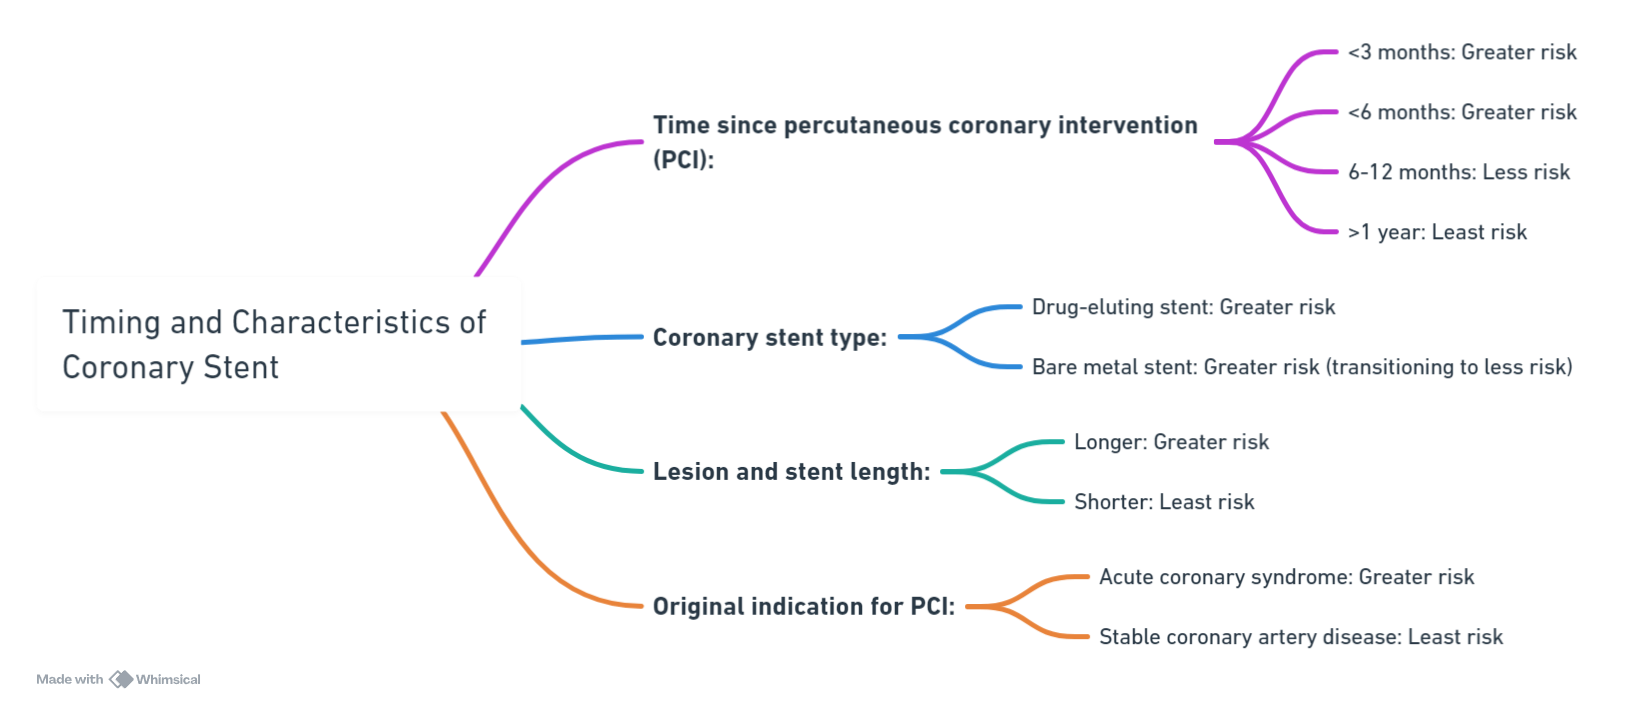 <3 months: Greater risk
Time since percutaneous coronary intervention
(PCI):
<6 months: Greater risk
6-12 months: Less risk
>1 year: Least risk
Timing and Characteristics of
Coronary Stent
Coronary stent type:
Drug-eluting stent: Greater risk
Bare metal stent: Greater risk (transitioning to less risk)
Lesion and stent length:
Longer: Greater risk
Shorter: Least risk
Original indication for PCI:
Acute coronary syndrome: Greater risk
Stable coronary artery disease: Least risk
Made with Whimsical